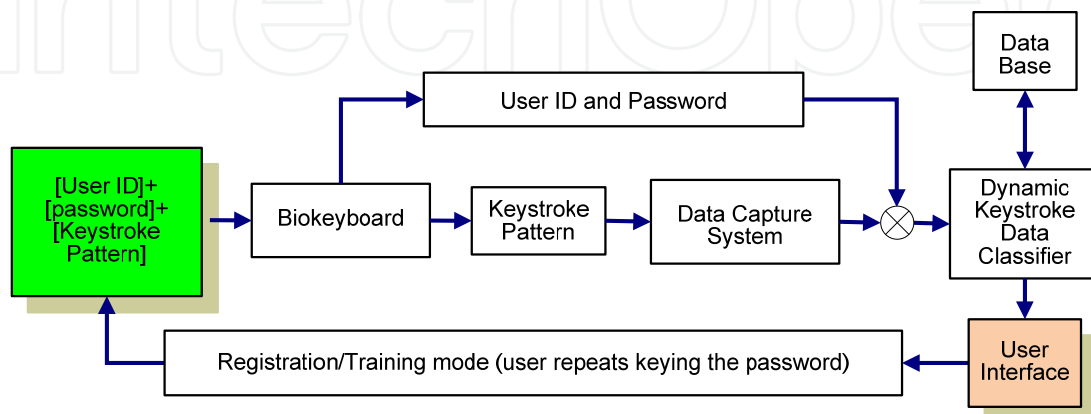 IntechOpen
Data
Base
User ID and Password
[User ID]+
[password]+
[Keystroke
Pattern]
Biokeyboard
Keystroke
Pattern
Data Capture
System
Dynamic
Keystroke
Data
Classifier
Registration/Training mode (user repeats keying the password)
User
Interface